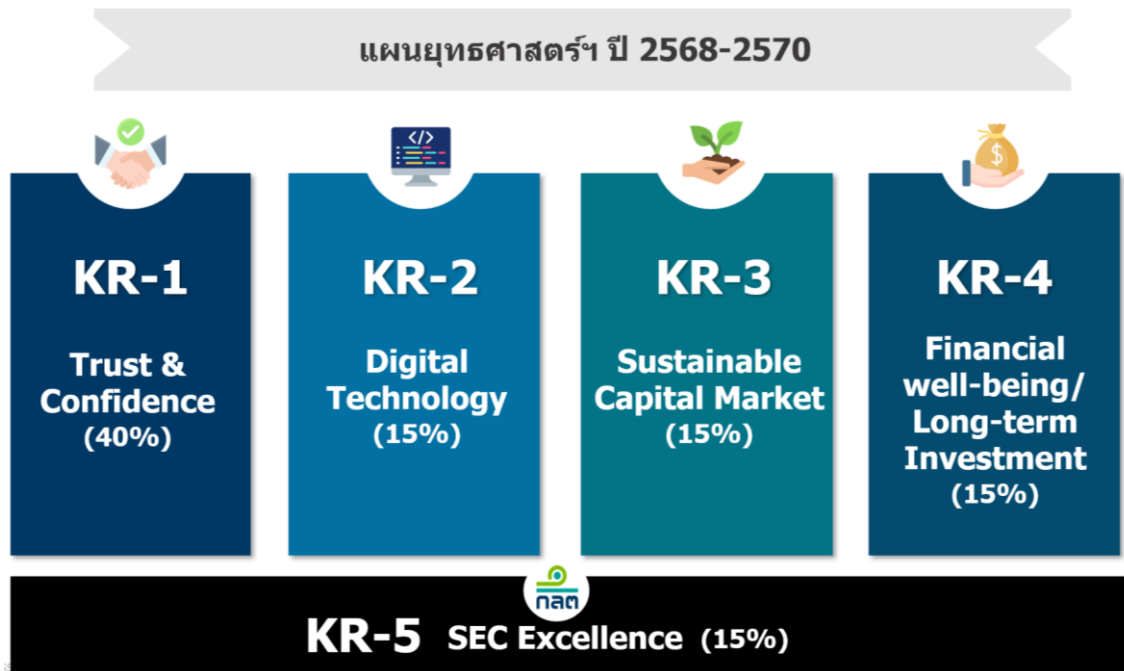 แผนยุทธศาสตร์ฯ ปี 2568-2570
</>
KR-1
Trust &
Confidence
(40%)
KR-2
Digital
Technology
(15%)
KR-3
Sustainable
Capital Market
(15%)
$
KR-4
Financial
well-being/
Long-term
Investment
(15%)
กลต
KR-5 SEC Excellence (15%)